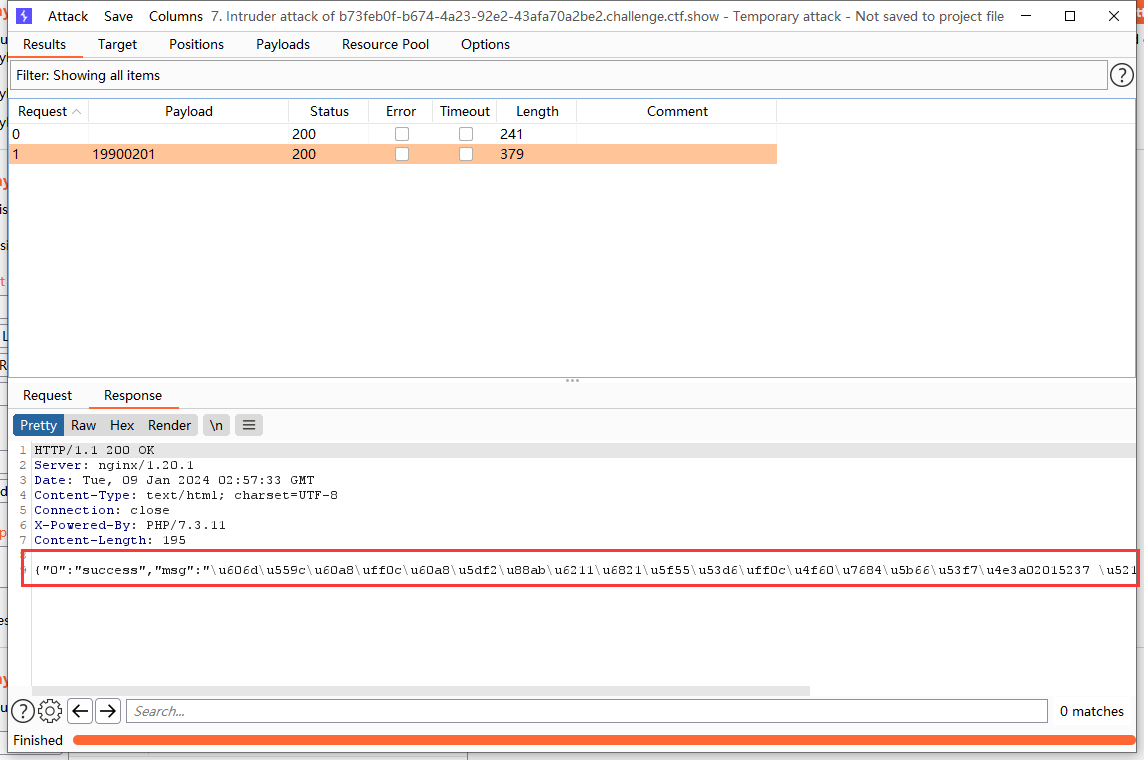 Attack Save Columns 7. Intruder attack of b73feb0f-b674-4a23-92e2-43afa70a2be2.challenge.ctf.show - Temporary attack - Not saved to project file
Results Target Positions Payloads Resource Pool Options
Filter: Showing all items
?
Request Payload Status Error Timeout Length Comment
0 200 241
1 19900201 200 379
Request Response
Pretty Raw Hex Render \n
1 HTTP/1.1 200 OK
2 Server: nginx/1.20.1
3 Date: Tue, 09 Jan 2024 02:57:33 GMT
4 Content-Type: text/html; charset=UTF-8
5 Connection: close
6 X-Powered-By: PHP/7.3.11
7 Content-Length: 195
8
9 {"0":"success","msg":"\u606d\u559c\u60a8\uff0c\u60a8\u5df2\u88ab\u6211\u6821\u5f55\u53d6\uff0c\u4f60\u7684\u5b66\u53f7\u4e3a02015237 \u521
? Search... 0 matches
Finished